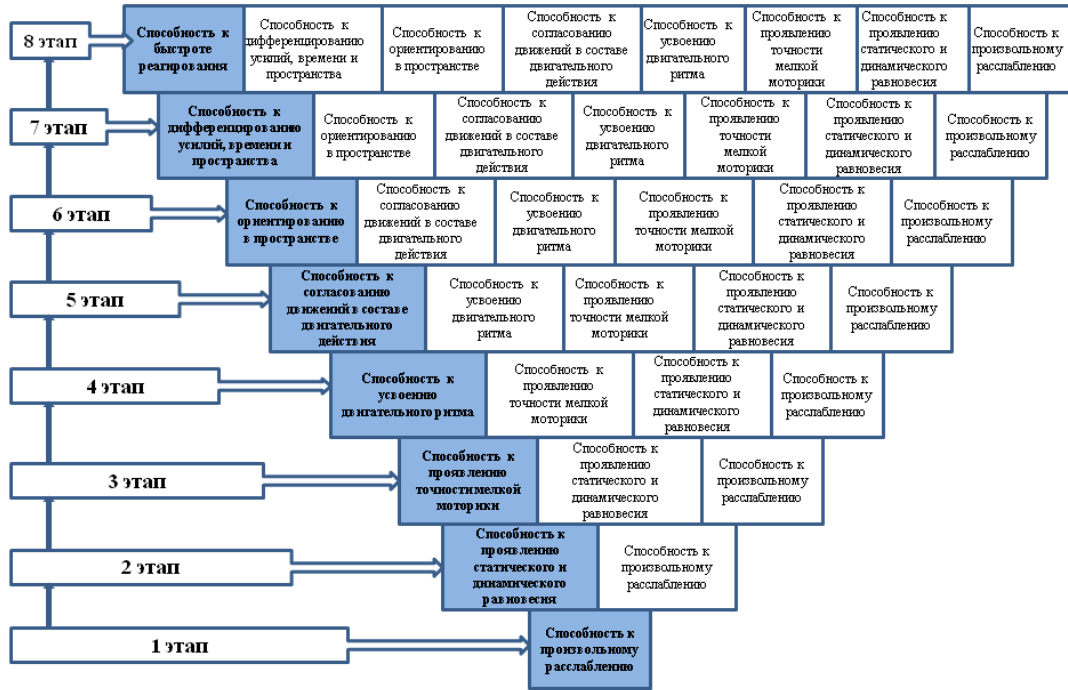 8 этап
Способность к
быстроте
реагирования
Способность к
дифференцированию
усилий, времени и
пространства
Способность к
ориентированию
в пространстве
Способность к
согласованию
движений в составе
двигательного
действия
Способность к
усвоению
двигательного
ритма
Способность к
проявлению
точности
мелкой
моторики
Способность к
проявлению
статического и
динамического
равновесия
Способность к
произвольному
расслаблению
7 этап
Способность к
дифференцированию
усилий, времени и
пространства
Способность к
ориентированию
в пространстве
Способность к
согласованию
движений в составе
двигательного
действия
Способность к
усвоению
двигательного
ритма
Способность к
проявлению
точности
мелкой
моторики
Способность к
проявлению
статического и
динамического
равновесия
Способность к
произвольному
расслаблению
6 этап
Способность к
ориентированию
в пространстве
Способность к
согласованию
движений в составе
двигательного
действия
Способность к
усвоению
двигательного
ритма
Способность к
проявлению
точности мелкой
моторики
Способность к
проявлению
статического и
динамического
равновесия
Способность к
произвольному
расслаблению
5 этап
Способность к
согласованию
движений в составе
двигательного
действия
Способность к
усвоению
двигательного
ритма
Способность к
проявлению
точности мелкой
моторики
Способность к
проявлению
статического и
динамического
равновесия
Способность к
произвольному
расслаблению
4 этап
Способность к
усвоению
двигательного ритма
Способность к
проявлению
точности мелкой
моторики
Способность к
проявлению
статического и
динамического
равновесия
Способность к
произвольному
расслаблению
3 этап
Способность к
проявлению
точности мелкой
моторики
Способность к
проявлению
статического и
динамического
равновесия
Способность к
произвольному
расслаблению
2 этап
Способность к
проявлению
статического и
динамического
равновесия
Способность к
произвольному
расслаблению
1 этап
Способность к
произвольному
расслаблению